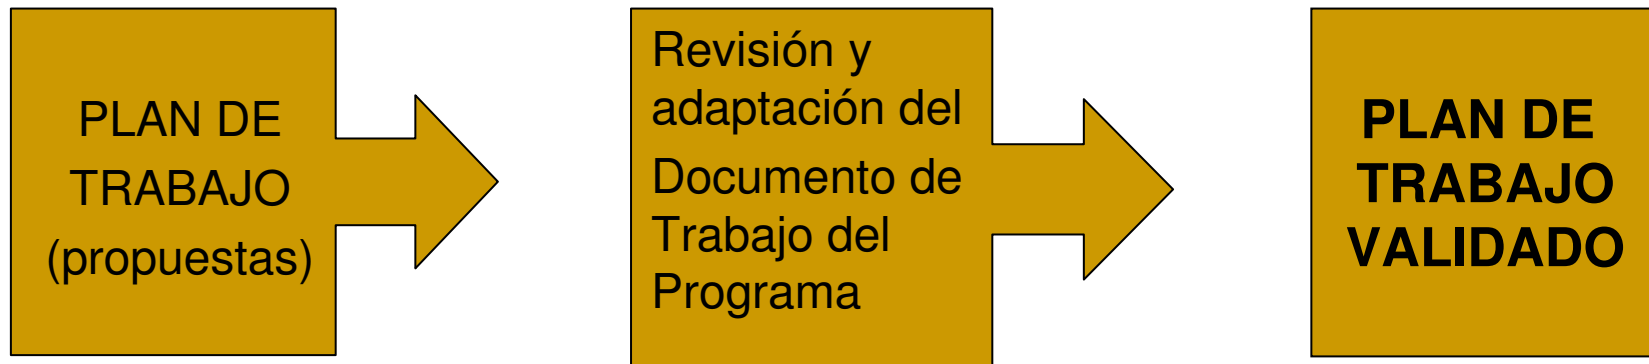 PLAN DE
TRABAJO
(propuestas)
Revisión y
adaptación del
Documento de
Trabajo del
Programa
PLAN DE
TRABAJO
VALIDADO